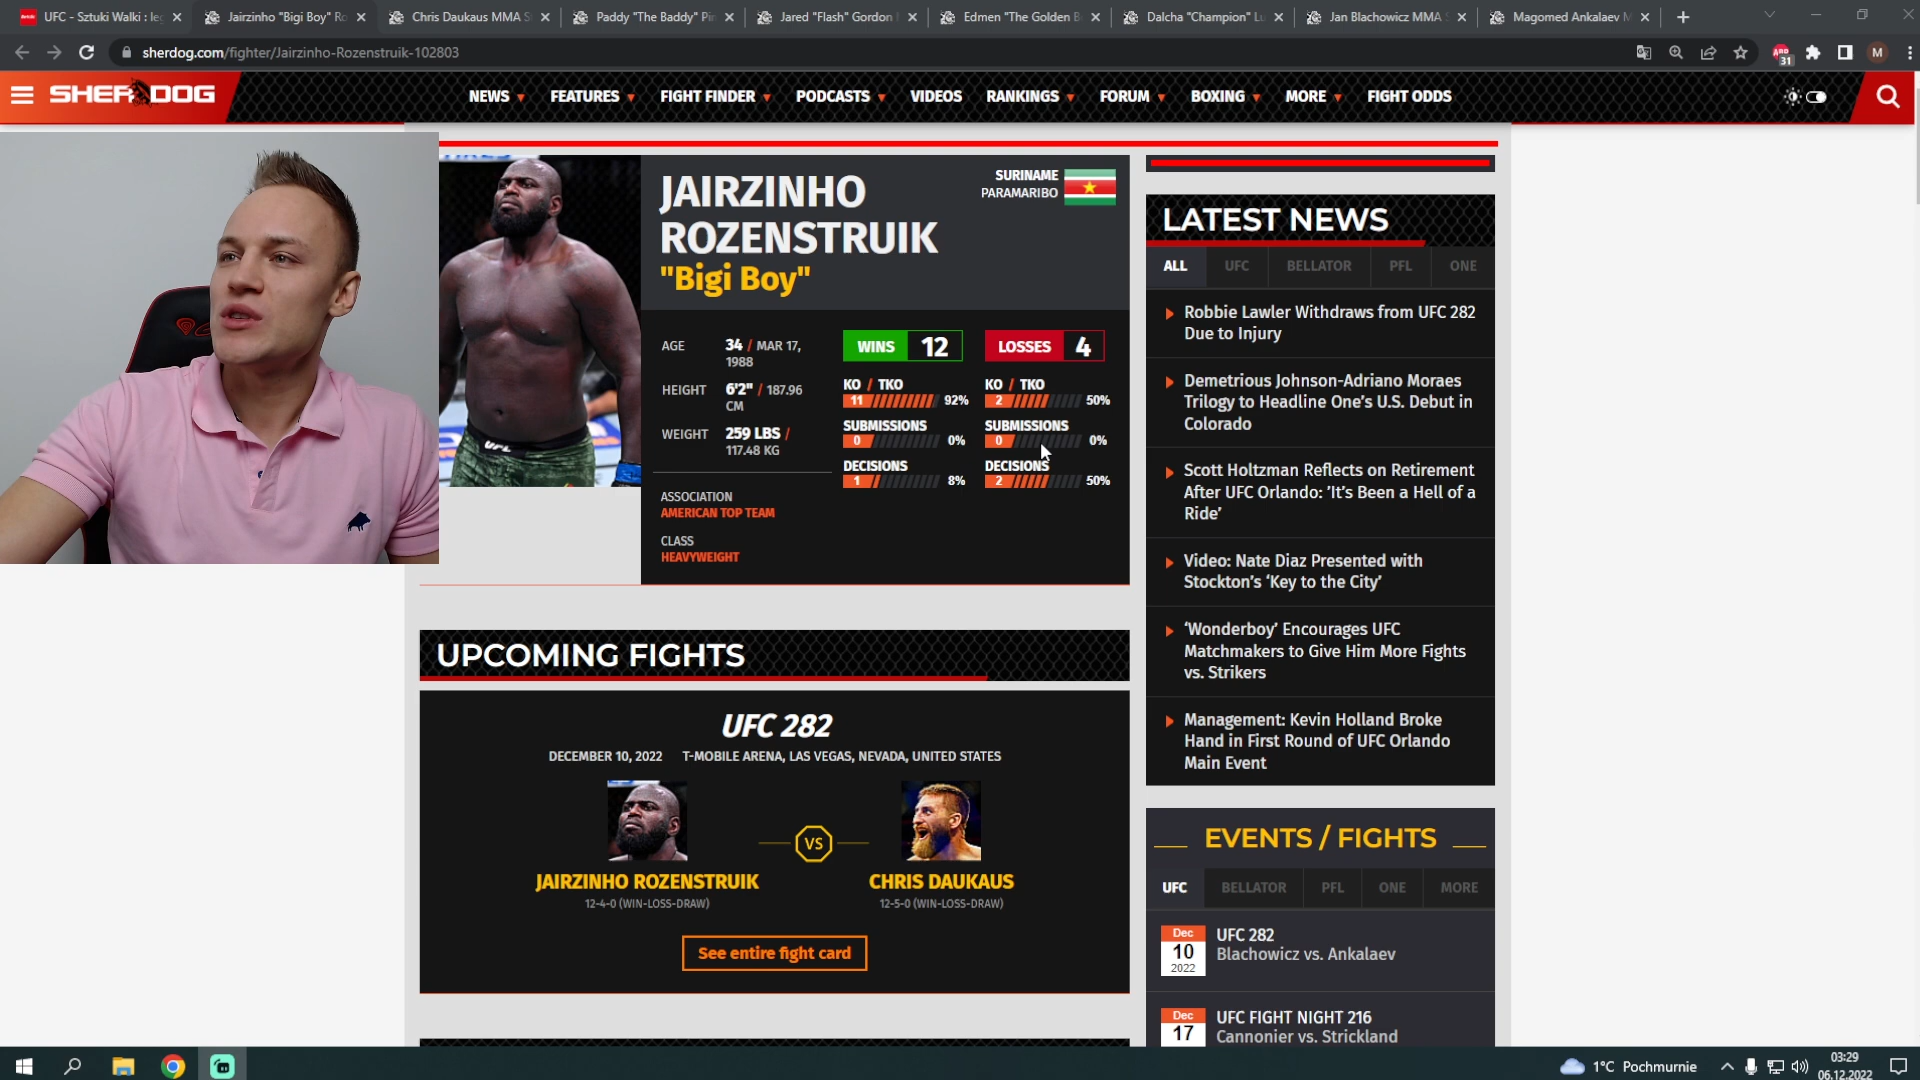 UFC - Sztuki Walki : le
Jairzinho "Bigi Boy" Ro
Chris Daukaus MMA S
Paddy "The Baddy" Pim
Jared "Flash" Gordon
Edmen "The Golden B
Dalcha "Champion" Lu
Jan Blachowicz MMA
Magomed Ankalaev M
sherdog.com/fighter/Jairzinho-Rozenstruik-102803
31
M
SHERDOG
NEWS
FEATURES
FIGHT FINDER
PODCASTS
VIDEOS
RANKINGS
FORUM
BOXING
MORE
FIGHT ODDS
JAIRZINHO
ROZENSTRUIK
"Bigi Boy"
SURINAME
PARAMARIBO
AGE
34 / MAR 17,
1988
HEIGHT
6'2" / 187.96
CM
WEIGHT
259 LBS /
117.48 KG
ASSOCIATION
AMERICAN TOP TEAM
CLASS
HEAVYWEIGHT
WINS 12
KO / TKO
11 92%
SUBMISSIONS
0 0%
DECISIONS
1 8%
LOSSES 4
KO / TKO
2 50%
SUBMISSIONS
0 0%
DECISIONS
2 50%
UFC
UPCOMING FIGHTS
UFC 282
DECEMBER 10, 2022 T-MOBILE ARENA, LAS VEGAS, NEVADA, UNITED STATES
VS
JAIRZINHO ROZENSTRUIK
12-4-0 (WIN-LOSS-DRAW)
CHRIS DAUKAUS
12-5-0 (WIN-LOSS-DRAW)
See entire fight card
LATEST NEWS
ALL UFC BELLATOR PFL ONE
Robbie Lawler Withdraws from UFC 282
Due to Injury
Demetrious Johnson-Adriano Moraes
Trilogy to Headline One's U.S. Debut in
Colorado
Scott Holtzman Reflects on Retirement
After UFC Orlando: 'It's Been a Hell of a
Ride'
Video: Nate Diaz Presented with
Stockton's 'Key to the City'
'Wonderboy' Encourages UFC
Matchmakers to Give Him More Fights
vs. Strikers
Management: Kevin Holland Broke
Hand in First Round of UFC Orlando
Main Event
EVENTS / FIGHTS
UFC BELLATOR PFL ONE MORE
Dec
10
2022
UFC 282
Blachowicz vs. Ankalaev
Dec
17
UFC FIGHT NIGHT 216
Cannonier vs. Strickland
1°C Pochmurnie
03:29
06.12.2022